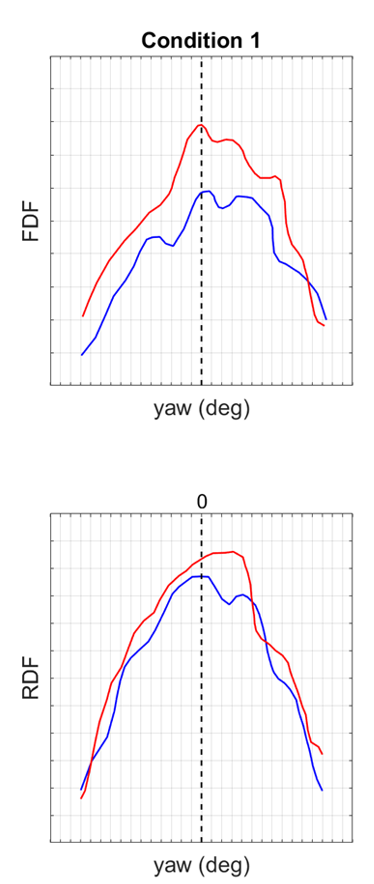 Condition 1
FDF
yaw (deg)
0
RDF
yaw (deg)